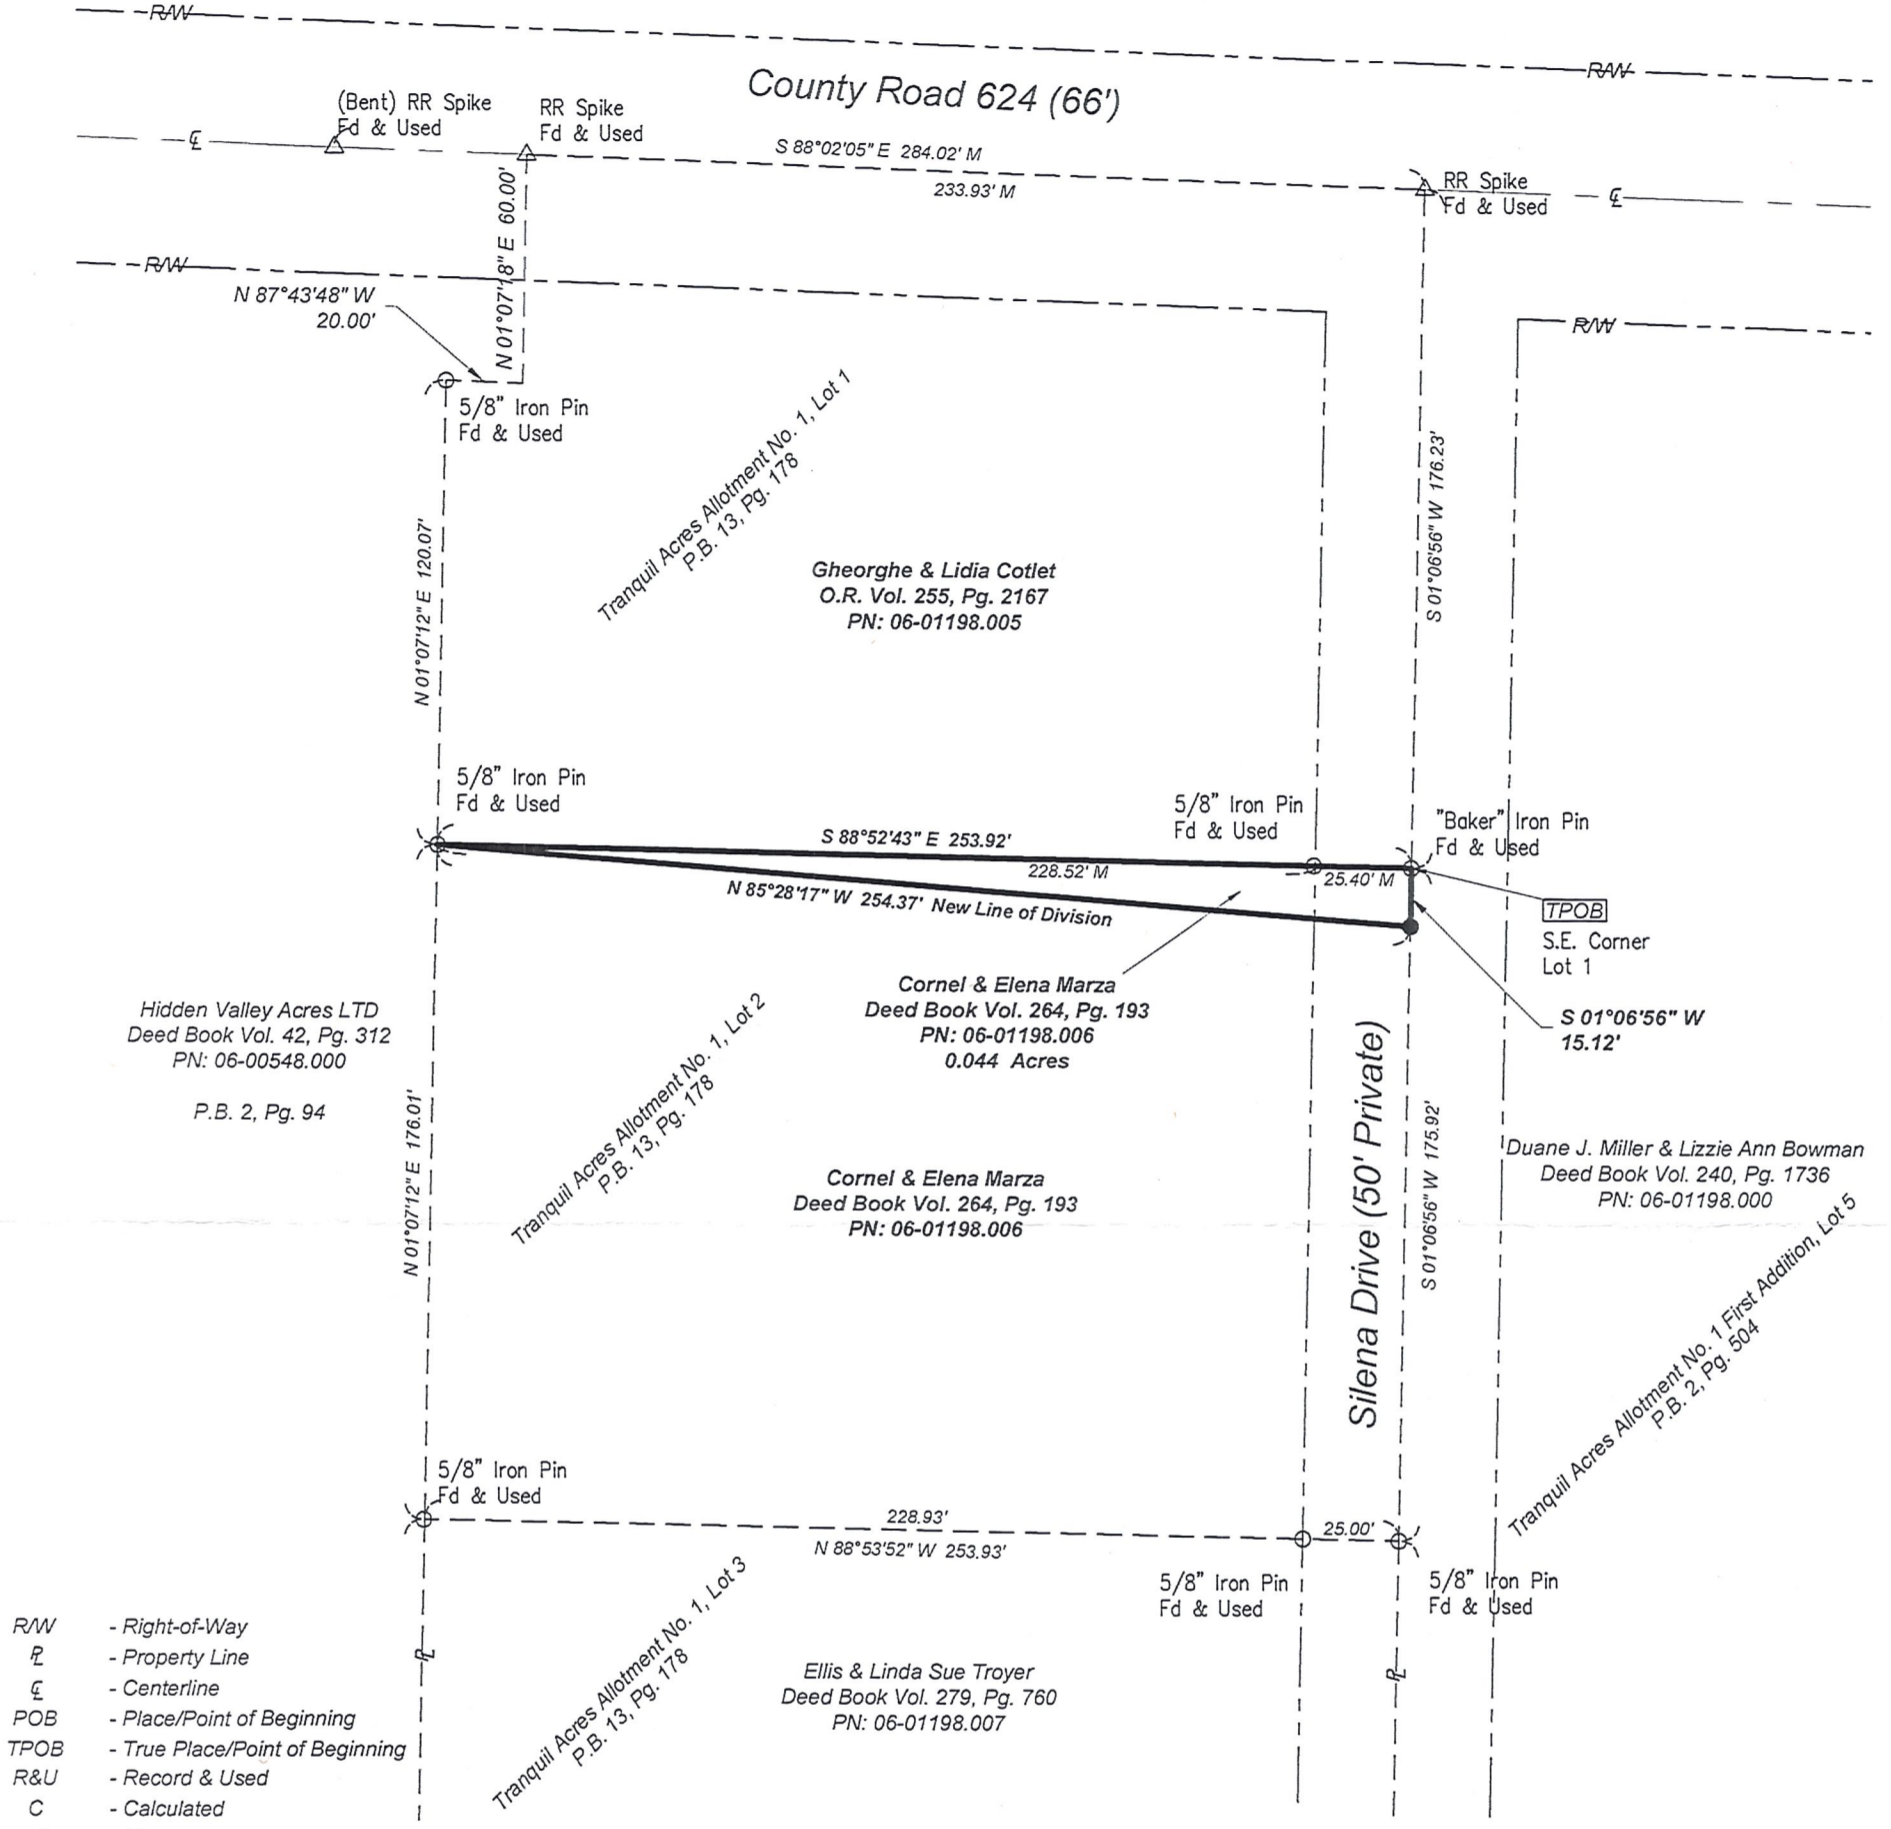 R/W
R/W
County Road 624 (66')
(Bent) RR Spike
Fd & Used
RR Spike
Fd & Used
℄
S 88°02'05" E 284.02' M
233.93' M
RR Spike
Fd & Used
℄
N 01°07'18" E 60.00'
R/W
N 87°43'48" W
20.00'
R/W
5/8" Iron Pin
Fd & Used
Tranquil Acres Allotment No. 1, Lot 1
P.B. 13, Pg. 178
S 01°06'56" W 176.23'
N 01°07'12" E 120.07'
Gheorghe & Lidia Cotlet
O.R. Vol. 255, Pg. 2167
PN: 06-01198.005
5/8" Iron Pin
Fd & Used
5/8" Iron Pin
Fd & Used
"Baker" Iron Pin
Fd & Used
S 88°52'43" E 253.92'
228.52' M
25.40' M
N 85°28'17" W 254.37' New Line of Division
TPOB
S.E. Corner
Lot 1
S 01°06'56" W
15.12'
Cornel & Elena Marza
Deed Book Vol. 264, Pg. 193
PN: 06-01198.006
0.044 Acres
Hidden Valley Acres LTD
Deed Book Vol. 42, Pg. 312
PN: 06-00548.000
P.B. 2, Pg. 94
Tranquil Acres Allotment No. 1, Lot 2
P.B. 13, Pg. 178
N 01°07'12" E 176.01'
Silena Drive (50' Private)
S 01°06'56" W 175.92'
Cornel & Elena Marza
Deed Book Vol. 264, Pg. 193
PN: 06-01198.006
Duane J. Miller & Lizzie Ann Bowman
Deed Book Vol. 240, Pg. 1736
PN: 06-01198.000
Tranquil Acres Allotment No. 1 First Addition, Lot 5
P.B. 2, Pg. 504
5/8" Iron Pin
Fd & Used
228.93'
25.00'
N 88°53'52" W 253.93'
5/8" Iron Pin
Fd & Used
5/8" Iron Pin
Fd & Used
Tranquil Acres Allotment No. 1, Lot 3
P.B. 13, Pg. 178
Ellis & Linda Sue Troyer
Deed Book Vol. 279, Pg. 760
PN: 06-01198.007
⅊
⅊
R/W - Right-of-Way
⅊ - Property Line
℄ - Centerline
POB - Place/Point of Beginning
TPOB - True Place/Point of Beginning
R&U - Record & Used
C - Calculated